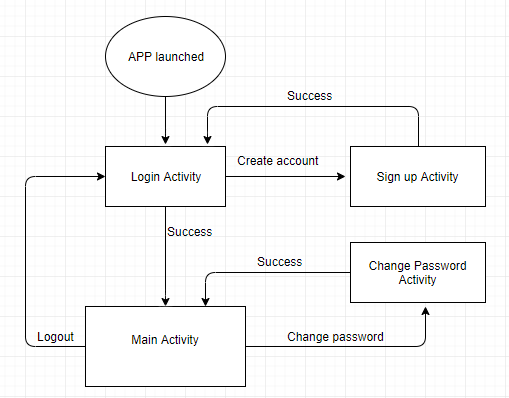 APP launched
Success
Login Activity
Create account
Sign up Activity
Success
Success
Change Password
Activity
Logout
Main Activity
Change password